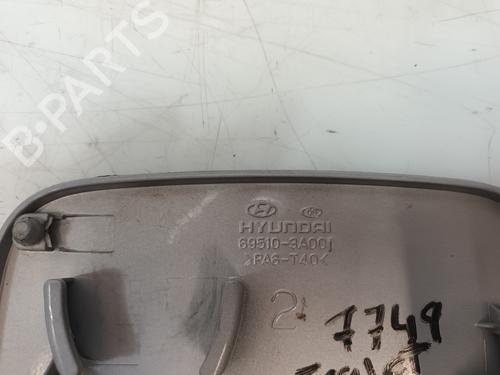 B-PARTS
HYUNDAI
69510-3A001
>PA6-T40<
2
7749